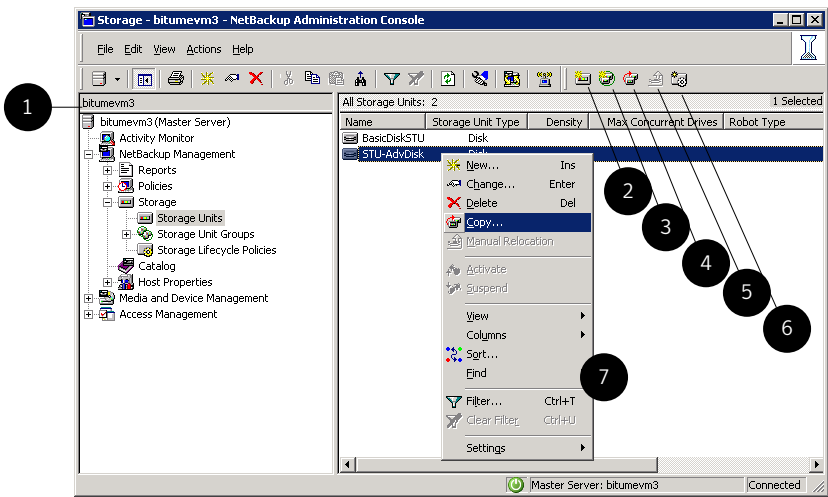 Storage - bitumevm3 - NetBackup Administration Console
File Edit View Actions Help
1
bitumevm3
All Storage Units: 2
1 Selected
Name Storage Unit Type Density Max Concurrent Drives Robot Type
bitumevm3 (Master Server)
Activity Monitor
NetBackup Management
Reports
Policies
Storage
Storage Units
Storage Unit Groups
Storage Lifecycle Policies
Catalog
Host Properties
Media and Device Management
Access Management
BasicDiskSTU Disk
STU-AdvDisk Disk
New... Ins
Change... Enter
Delete Del
Copy...
Manual Relocation
Activate
Suspend
View
Columns
Sort...
Find
Filter... Ctrl+T
Clear Filter Ctrl+U
Settings
2
3
4
5
6
7
Master Server: bitumevm3
Connected